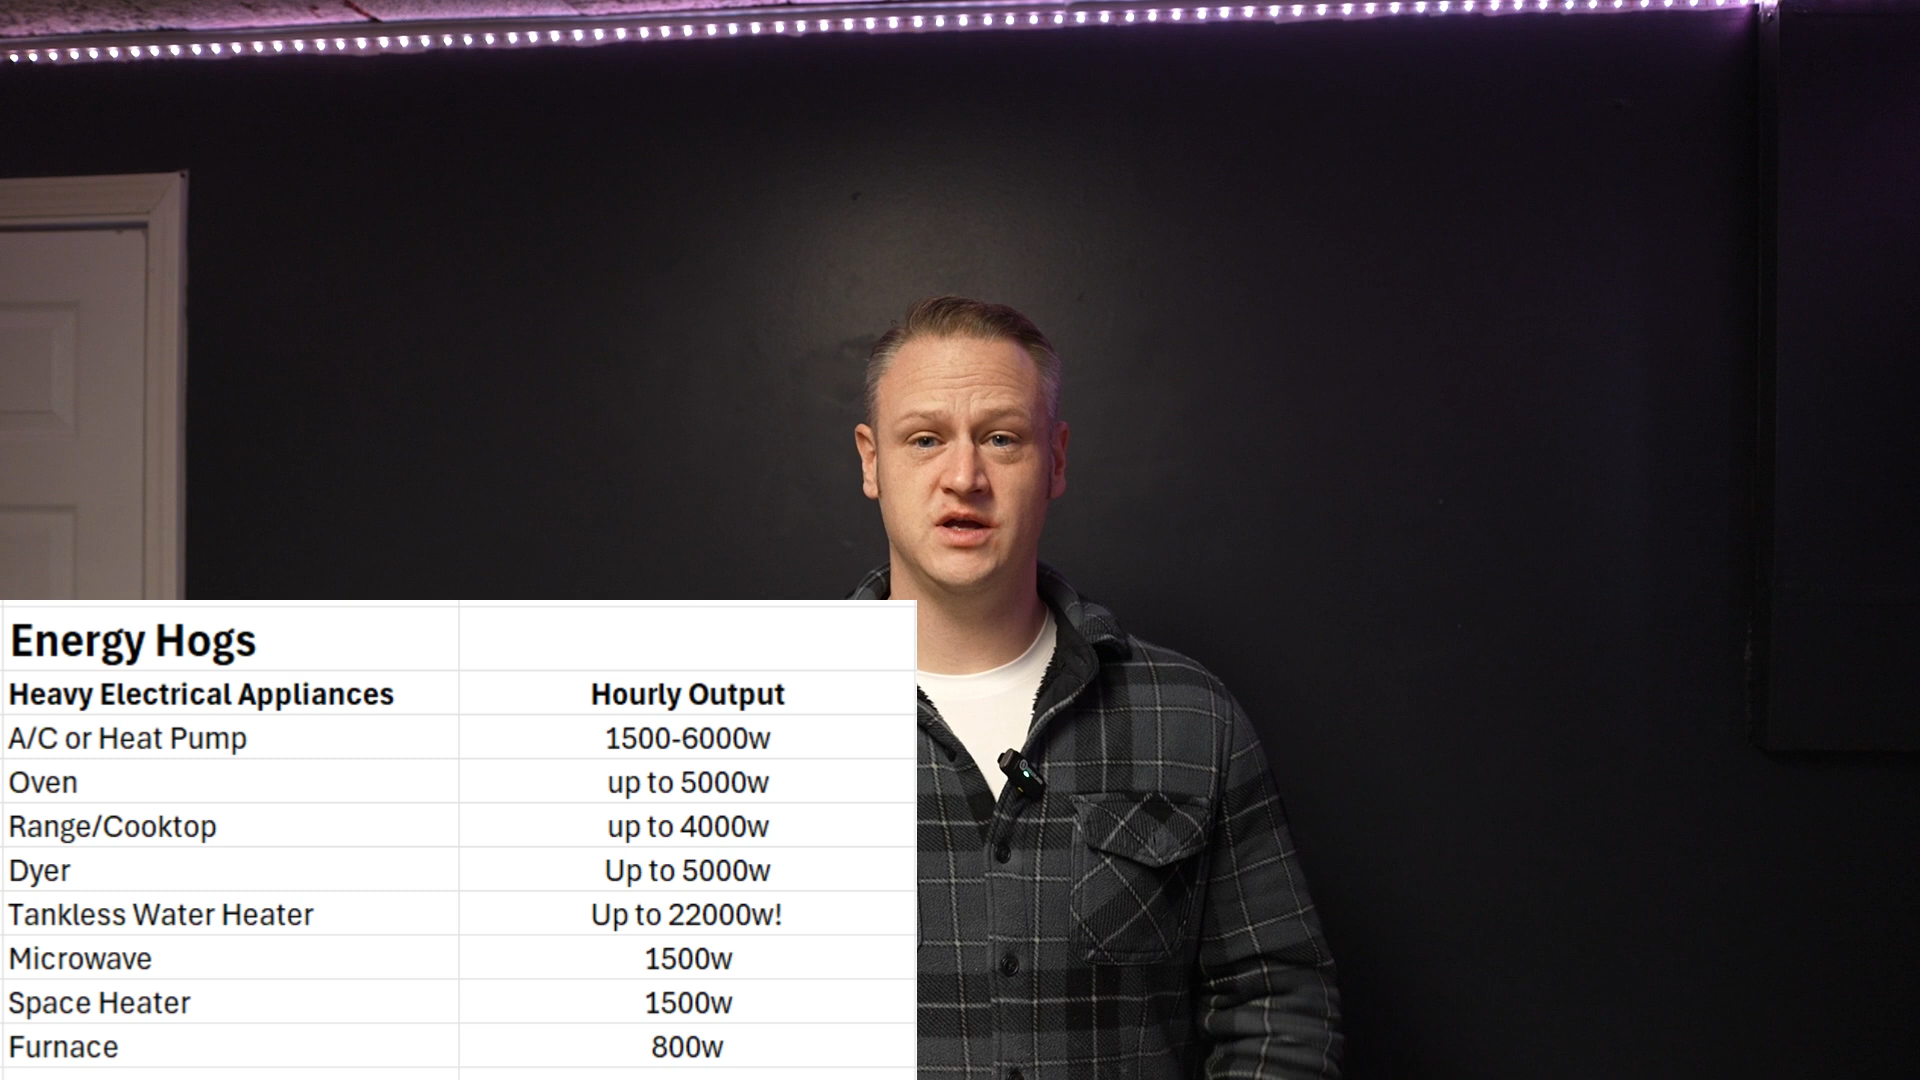 Energy Hogs
Heavy Electrical Appliances Hourly Output
A/C or Heat Pump 1500-6000w
Oven up to 5000w
Range/Cooktop up to 4000w
Dyer Up to 5000w
Tankless Water Heater Up to 22000w!
Microwave 1500w
Space Heater 1500w
Furnace 800w